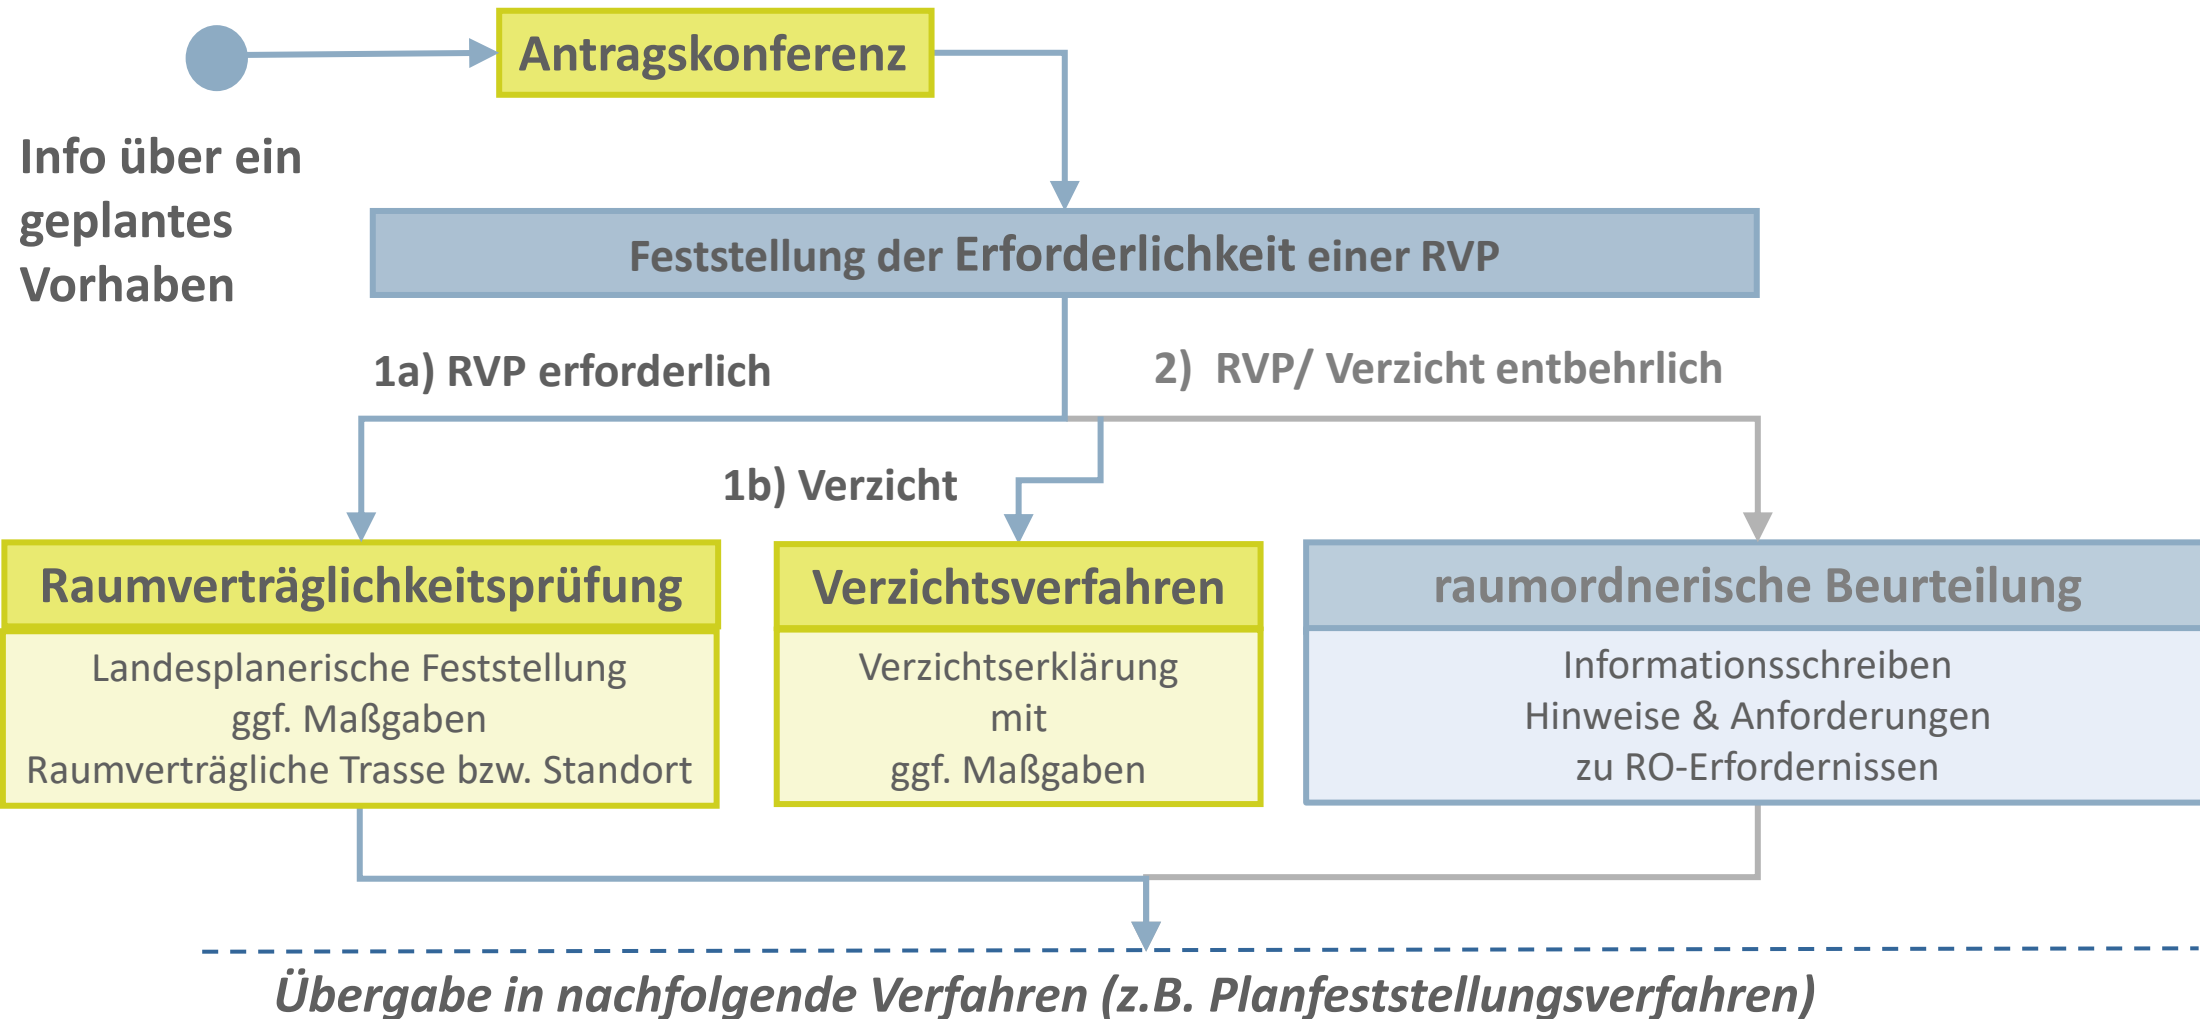 Antragskonferenz
Info über ein
geplantes
Vorhaben
Feststellung der Erforderlichkeit einer RVP
1a) RVP erforderlich
2) RVP/ Verzicht entbehrlich
1b) Verzicht
Raumverträglichkeitsprüfung
Landesplanerische Feststellung
ggf. Maßgaben
Raumverträgliche Trasse bzw. Standort
Verzichtsverfahren
Verzichtserklärung
mit
ggf. Maßgaben
raumordnerische Beurteilung
Informationsschreiben
Hinweise & Anforderungen
zu RO-Erfordernissen
Übergabe in nachfolgende Verfahren (z.B. Planfeststellungsverfahren)